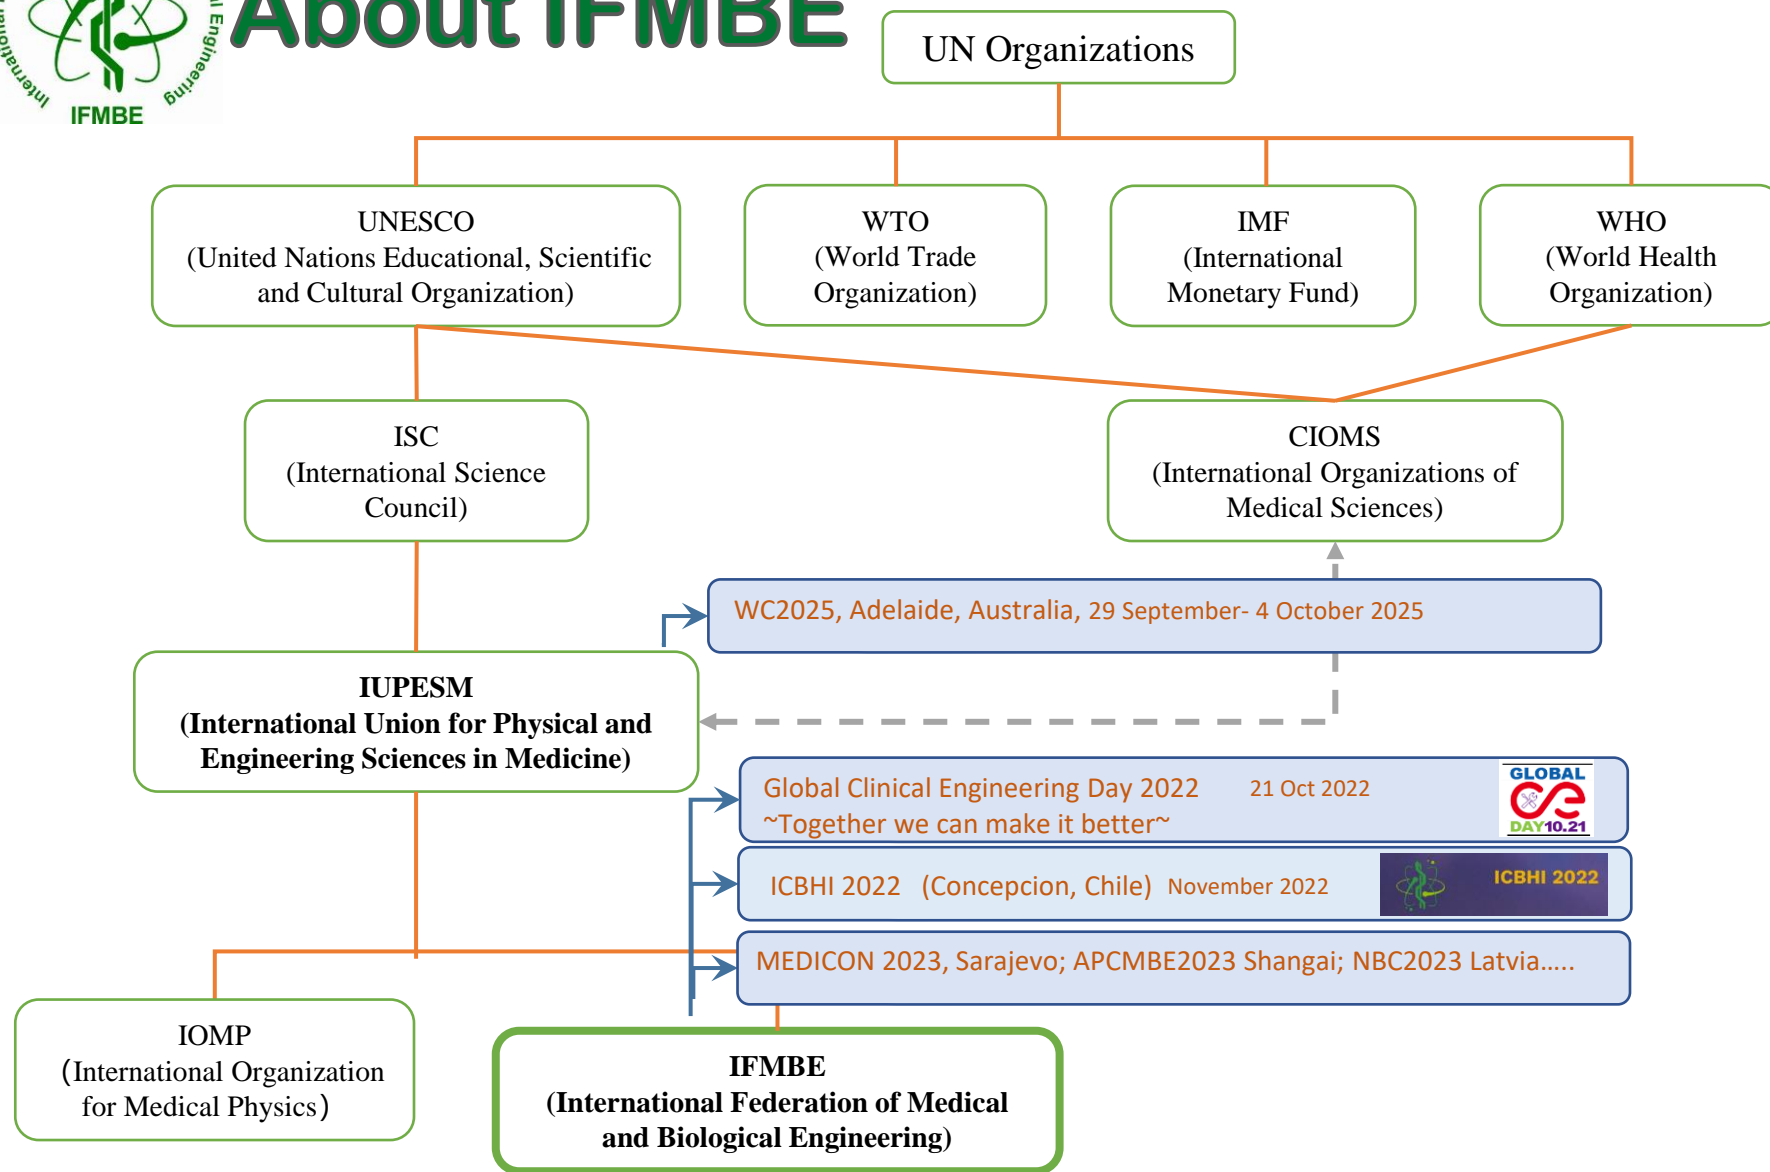 About IFMBE
International
al Engineering
IFMBE
UN Organizations
UNESCO
(United Nations Educational, Scientific
and Cultural Organization)
WTO
(World Trade
Organization)
IMF
(International
Monetary Fund)
WHO
(World Health
Organization)
ISC
(International Science
Council)
CIOMS
(International Organizations of
Medical Sciences)
WC2025, Adelaide, Australia, 29 September- 4 October 2025
IUPESM
(International Union for Physical and
Engineering Sciences in Medicine)
Global Clinical Engineering Day 2022 21 Oct 2022
~Together we can make it better~
GLOBAL
CE
DAY10.21
ICBHI 2022 (Concepcion, Chile) November 2022
ICBHI 2022
MEDICON 2023, Sarajevo; APCMBE2023 Shangai; NBC2023 Latvia.....
IOMP
(International Organization
for Medical Physics)
IFMBE
(International Federation of Medical
and Biological Engineering)